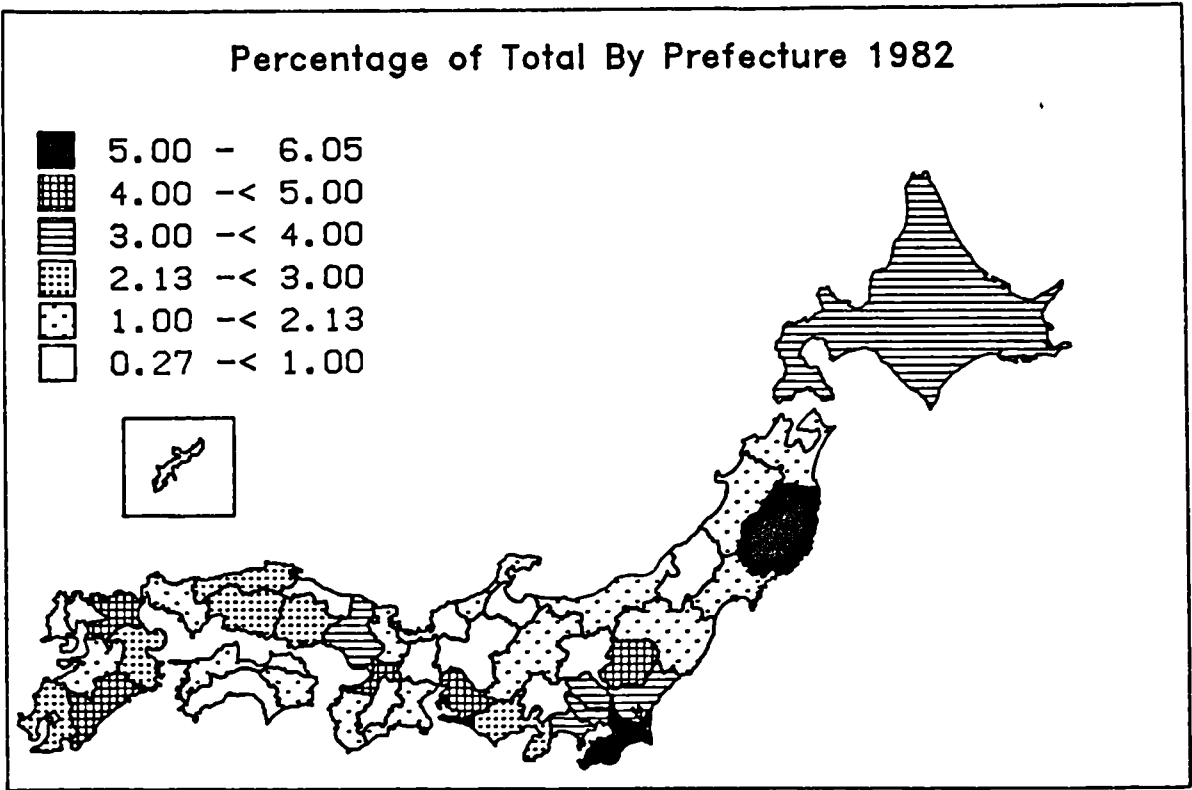 Percentage of Total By Prefecture 1982
5.00 - 6.05
4.00 -< 5.00
3.00 -< 4.00
2.13 -< 3.00
1.00 -< 2.13
0.27 -< 1.00